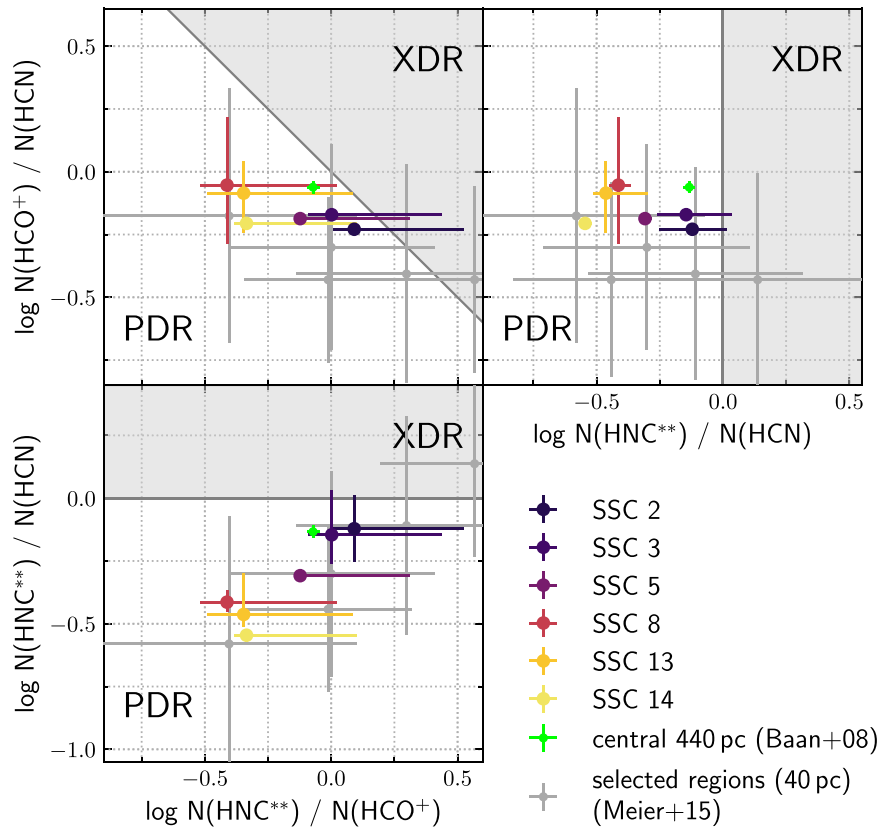 0.5
0.0
−0.5
log N(HCO⁺) / N(HCN)
XDR
PDR
XDR
PDR
−0.5
0.0
0.5
log N(HNC**) / N(HCN)
0.0
−0.5
−1.0
log N(HNC**) / N(HCN)
XDR
PDR
−0.5
0.0
0.5
log N(HNC**) / N(HCO⁺)
SSC 2
SSC 3
SSC 5
SSC 8
SSC 13
SSC 14
central 440 pc (Baan+08)
selected regions (40 pc)
(Meier+15)